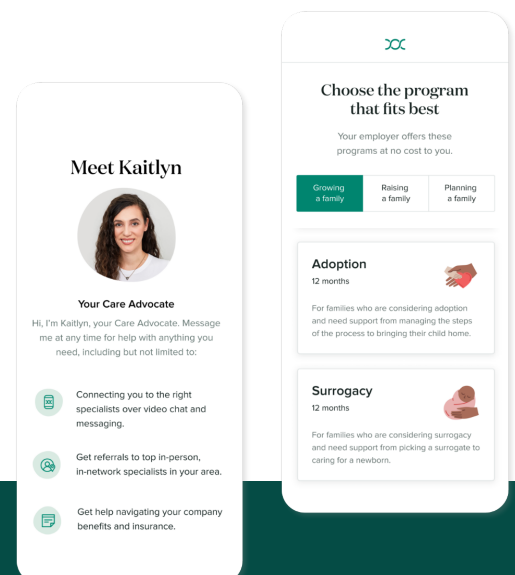 Meet Kaitlyn
Your Care Advocate
Hi, I'm Kaitlyn, your Care Advocate. Message
me at any time for help with anything you
need, including but not limited to:
Connecting you to the right
specialists over video chat and
messaging.
Get referrals to top in-person,
in-network specialists in your area.
Get help navigating your company
benefits and insurance.
Choose the program
that fits best
Your employer offers these
programs at no cost to you.
Growing
a family
Raising
a family
Planning
a family
Adoption
12 months
For families who are considering adoption
and need support from managing the steps
of the process to bringing their child home.
Surrogacy
12 months
For families who are considering surrogacy
and need support from picking a surrogate to
caring for a newborn.